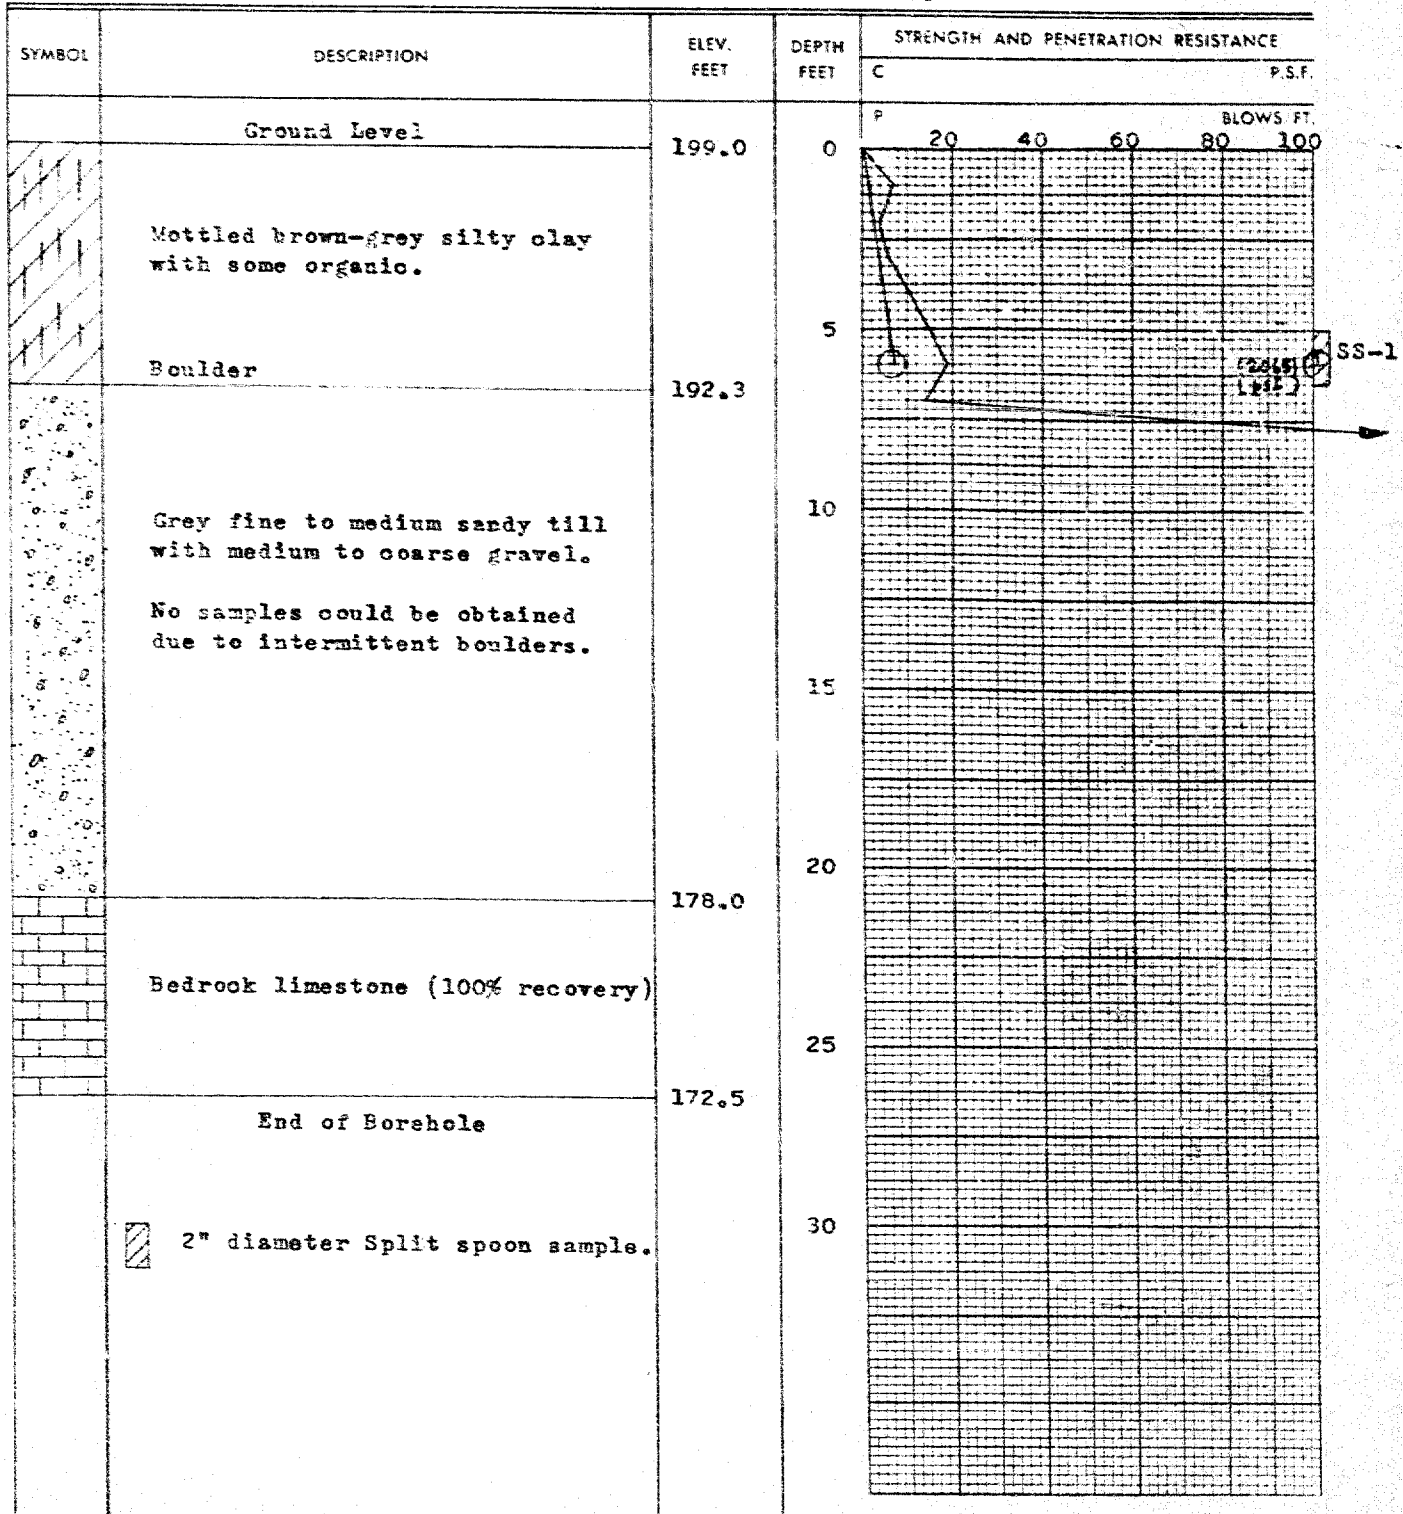 SYMBOL
DESCRIPTION
ELEV.
FEET
DEPTH
FEET
STRENGTH AND PENETRATION RESISTANCE
C P.S.F.
P BLOWS FT.
20 40 60 80 100
Ground Level
199.0
0
Mottled brown-grey silty clay
with some organic.
5
SS-1
Boulder
192.3
10
Grey fine to medium sandy till
with medium to coarse gravel.
No samples could be obtained
due to intermittent boulders.
15
20
178.0
Bedrock limestone (100% recovery)
25
172.5
End of Borehole
30
2" diameter Split spoon sample.